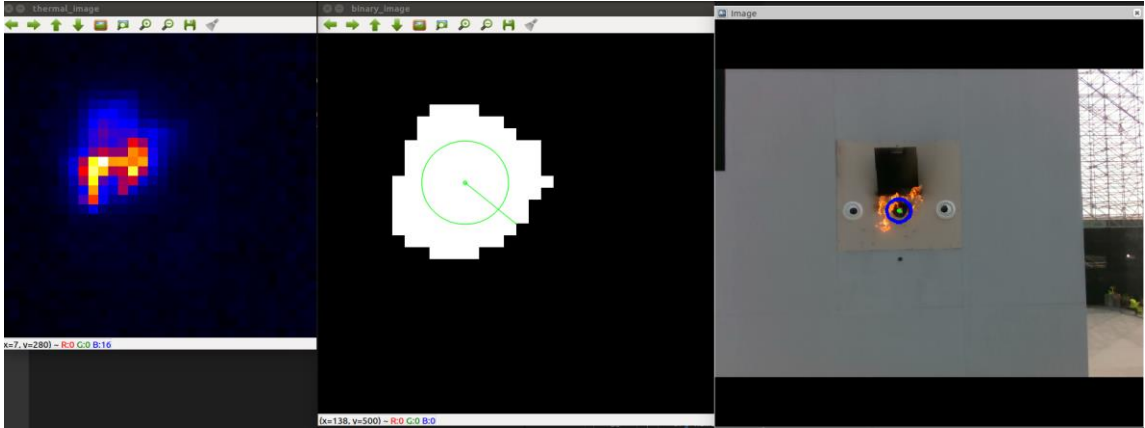 thermal_image
binary_image
Image
x=7, y=280) ~ R:0 G:0 B:16
(x=138, y=500) ~ R:0 G:0 B:0